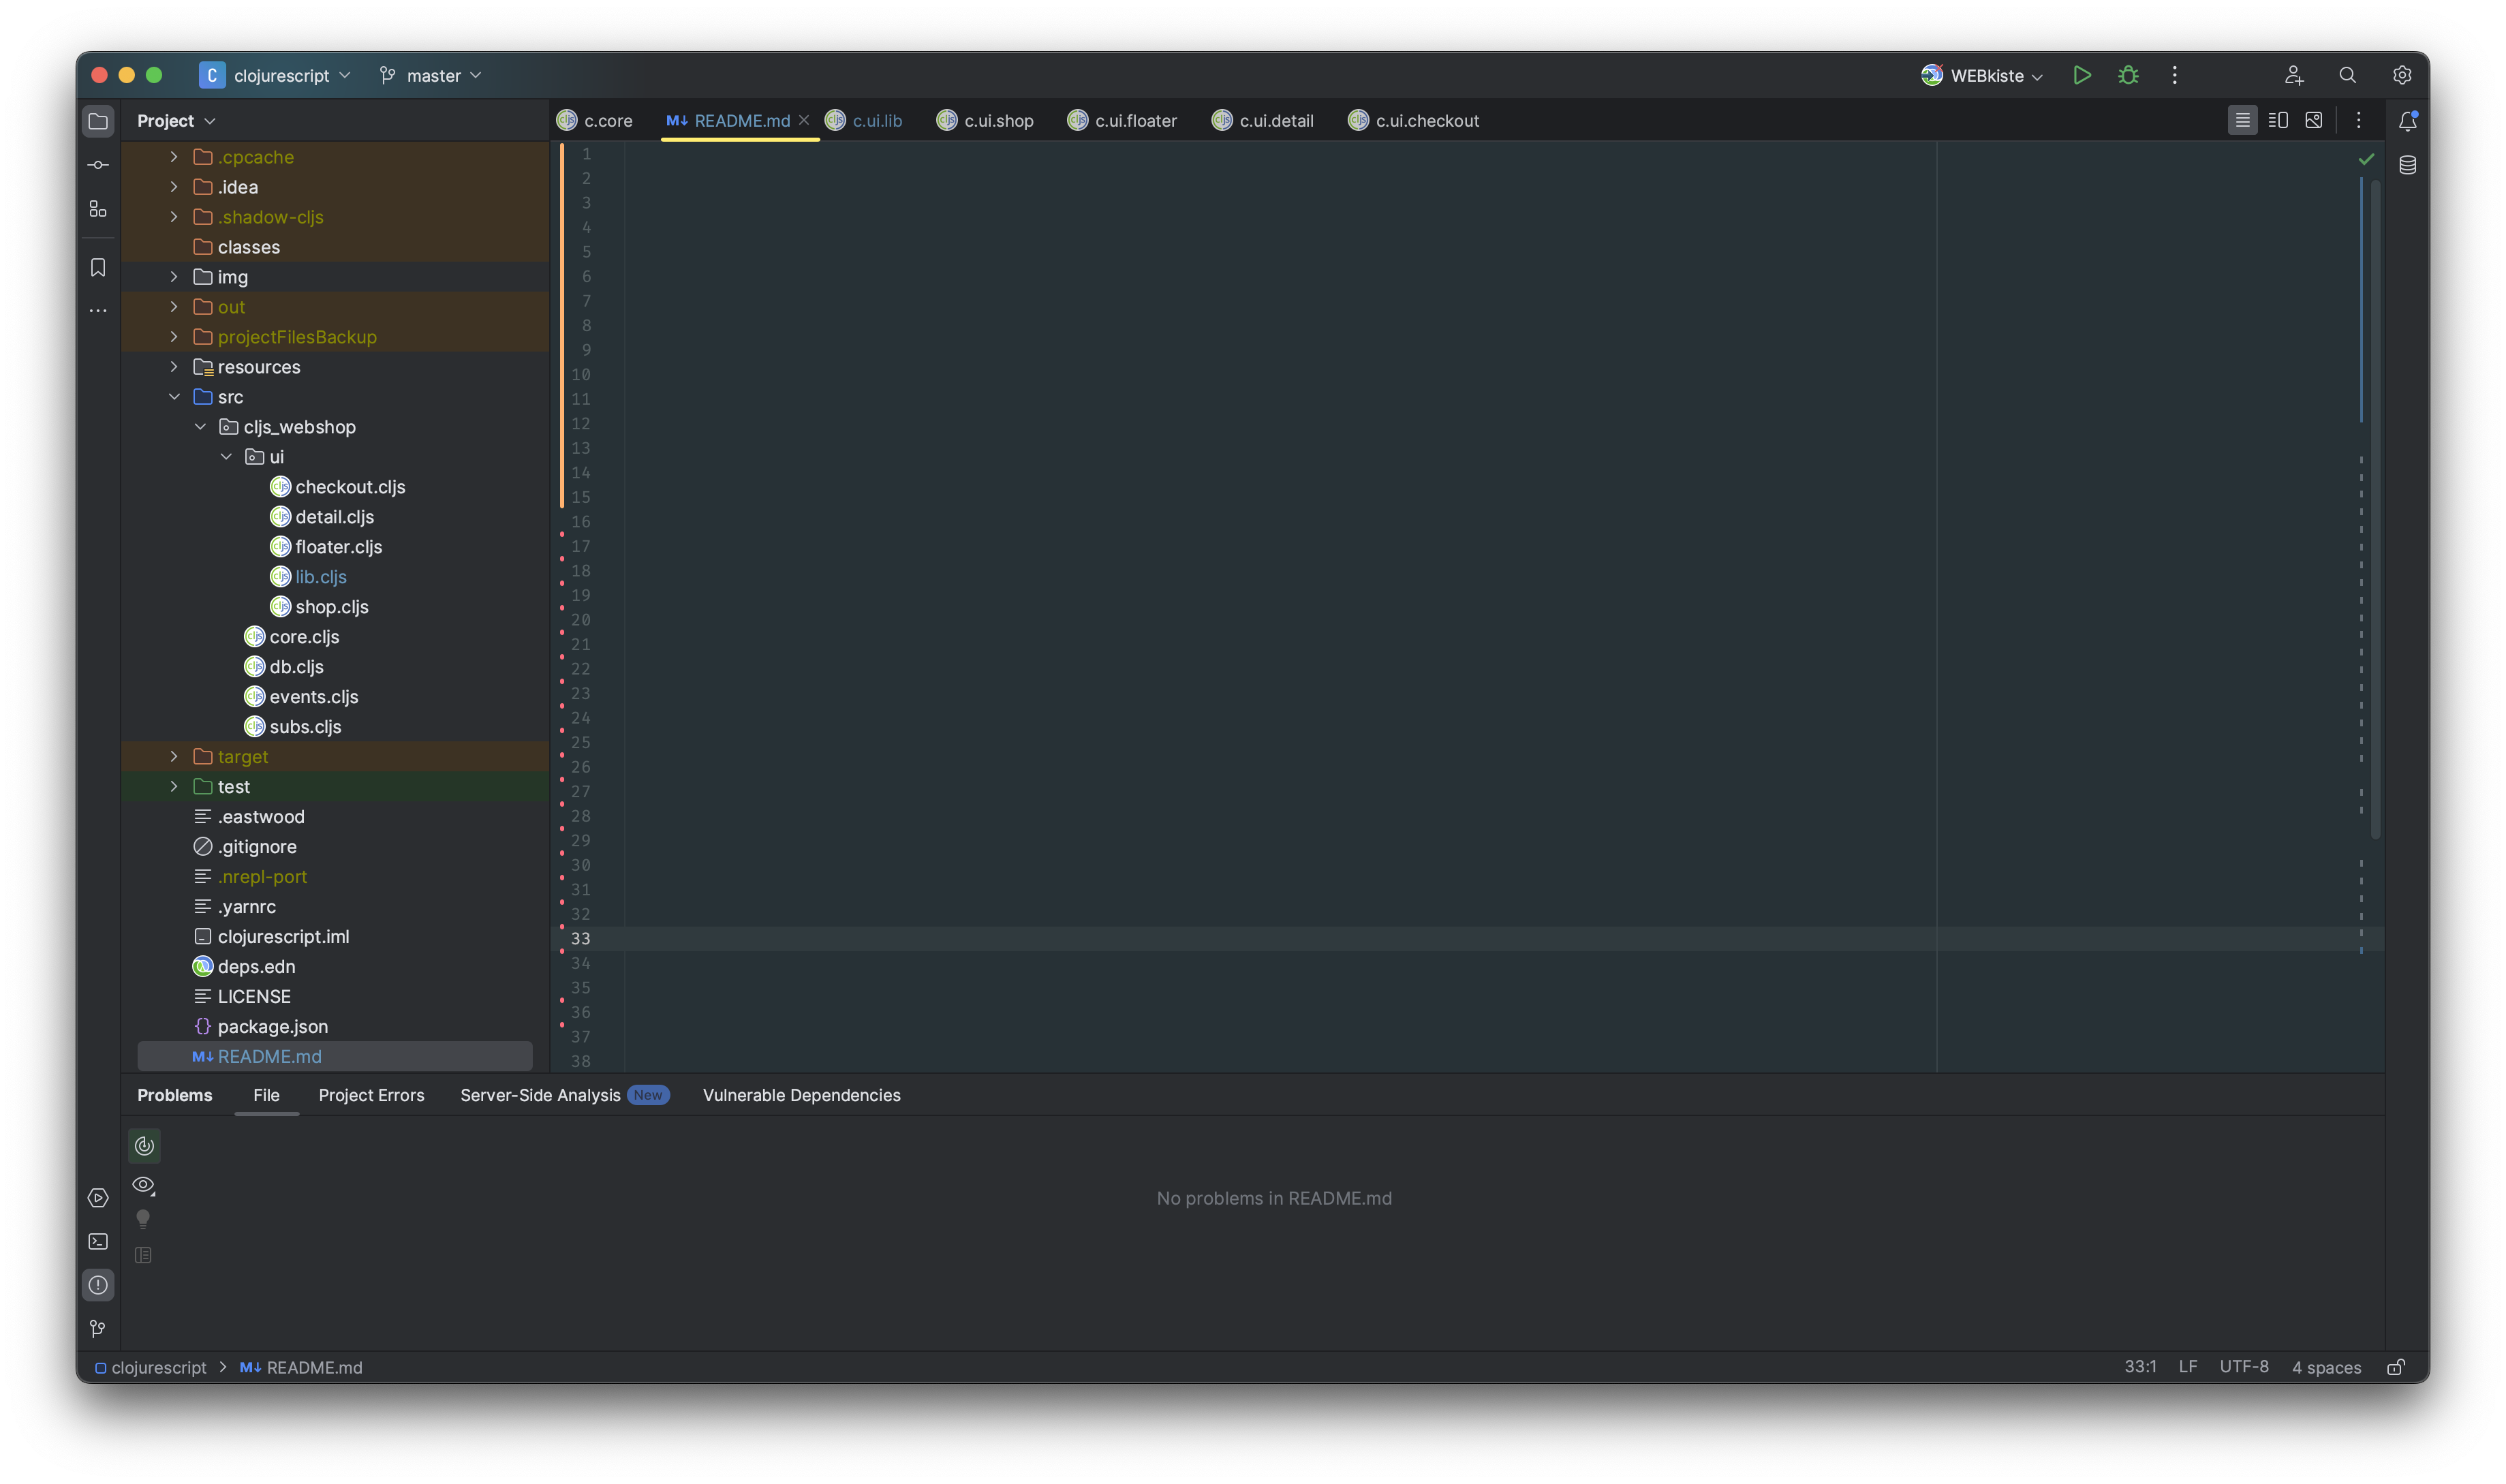 C clojurescript master WEBkiste
Project
c.core README.md c.ui.lib c.ui.shop c.ui.floater c.ui.detail c.ui.checkout
.cpcache
.idea
.shadow-cljs
classes
img
out
projectFilesBackup
resources
src
cljs_webshop
ui
checkout.cljs
detail.cljs
floater.cljs
lib.cljs
shop.cljs
core.cljs
db.cljs
events.cljs
subs.cljs
target
test
.eastwood
.gitignore
.nrepl-port
.yarnrc
clojurescript.iml
deps.edn
LICENSE
package.json
README.md
1
2
3
4
5
6
7
8
9
10
11
12
13
14
15
16
17
18
19
20
21
22
23
24
25
26
27
28
29
30
31
32
33
34
35
36
37
38
Problems File Project Errors Server-Side Analysis New Vulnerable Dependencies
No problems in README.md
clojurescript README.md 33:1 LF UTF-8 4 spaces